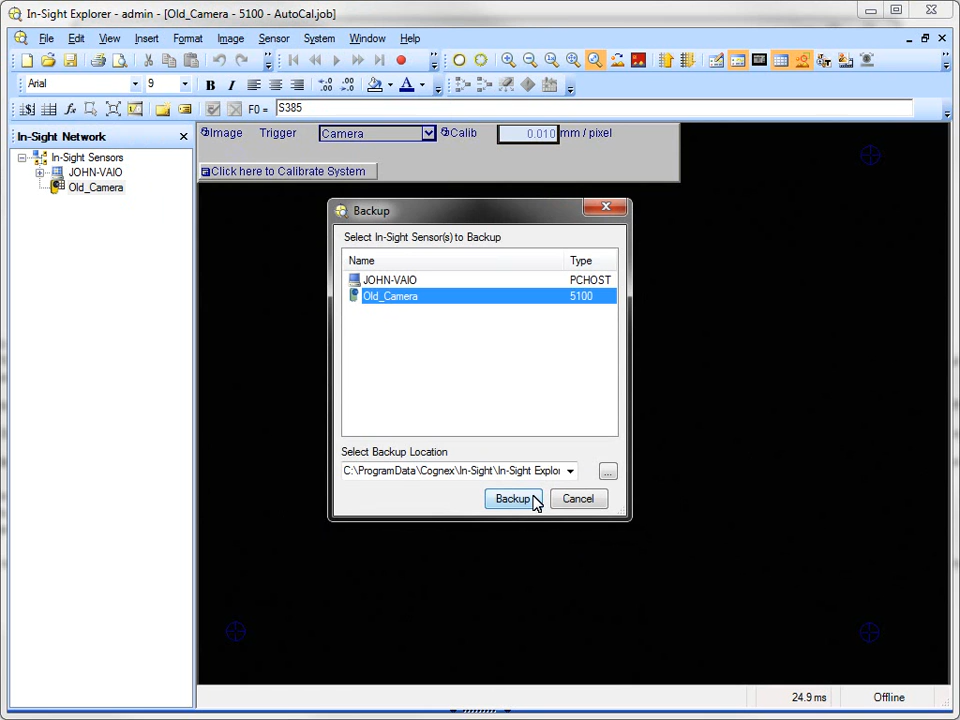 In-Sight Explorer - admin - [Old_Camera - 5100 - AutoCal.job]
File Edit View Insert Format Image Sensor System Window Help
Arial 9 B I A
fx F0 = S385
In-Sight Network
In-Sight Sensors
JOHN-VAIO
Old_Camera
Image Trigger Camera Calib 0.010 mm / pixel
Click here to Calibrate System
Backup
Select In-Sight Sensor(s) to Backup
Name Type
JOHN-VAIO PCHOST
Old_Camera 5100
Select Backup Location
C:\ProgramData\Cognex\In-Sight\In-Sight Explor
...
Backup Cancel
24.9 ms Offline